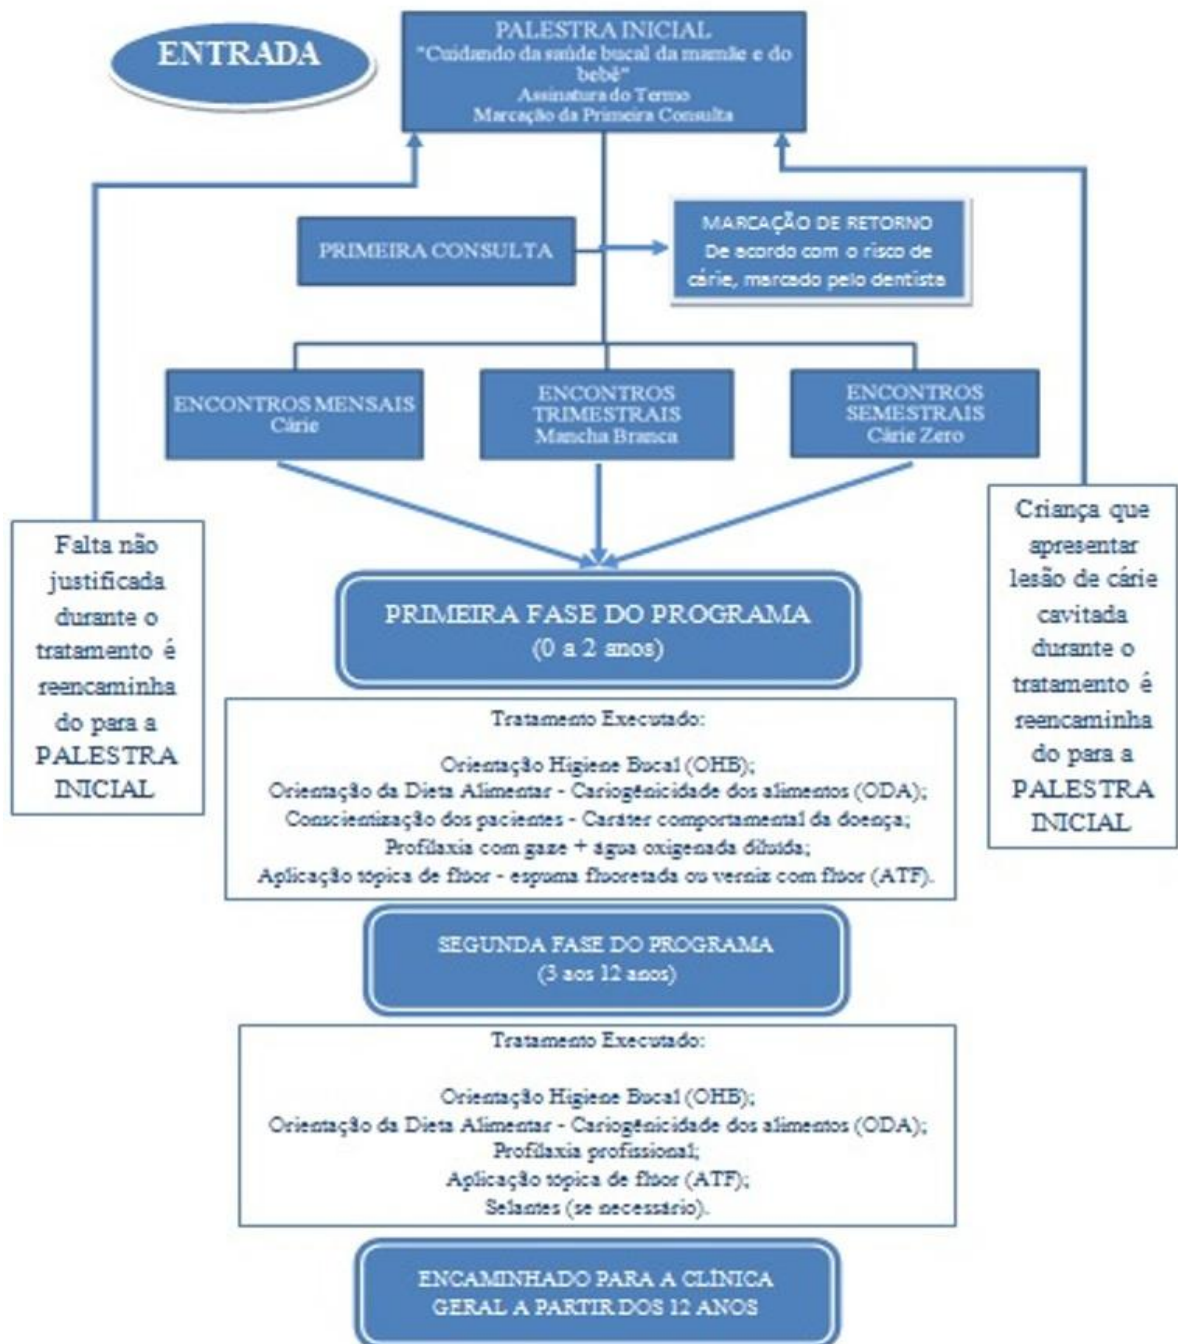 ENTRADA
PALESTRA INICIAL
"Cuidando da saúde bucal da mamãe e do
bebê"
Assinatura do Termo
Marcação da Primeira Consulta
PRIMEIRA CONSULTA
MARCAÇÃO DE RETORNO
De acordo com o risco de
cárie, marcado pelo dentista
ENCONTROS MENSAIS
Cárie
ENCONTROS
TRIMESTRAIS
Mancha Branca
ENCONTROS
SEMESTRAIS
Cárie Zero
Falta não
justificada
durante o
tratamento é
reencaminha
do para a
PALESTRA
INICIAL
Criança que
apresentar
lesão de cárie
cavitada
durante o
tratamento é
reencaminha
do para a
PALESTRA
INICIAL
PRIMEIRA FASE DO PROGRAMA
(0 a 2 anos)
Tratamento Executado:
Orientação Higiene Bucal (OHB);
Orientação da Dieta Alimentar - Cariogênicidade dos alimentos (ODA);
Conscientização dos pacientes - Caráter comportamental da doença;
Profilaxia com gaze + água oxigenada diluída;
Aplicação tópica de flúor - espuma fluoretada ou verniz com flúor (ATF).
SEGUNDA FASE DO PROGRAMA
(3 aos 12 anos)
Tratamento Executado:
Orientação Higiene Bucal (OHB);
Orientação da Dieta Alimentar - Cariogênicidade dos alimentos (ODA);
Profilaxia profissional;
Aplicação tópica de flúor (ATF);
Selantes (se necessário).
ENCAMINHADO PARA A CLÍNICA
GERAL A PARTIR DOS 12 ANOS